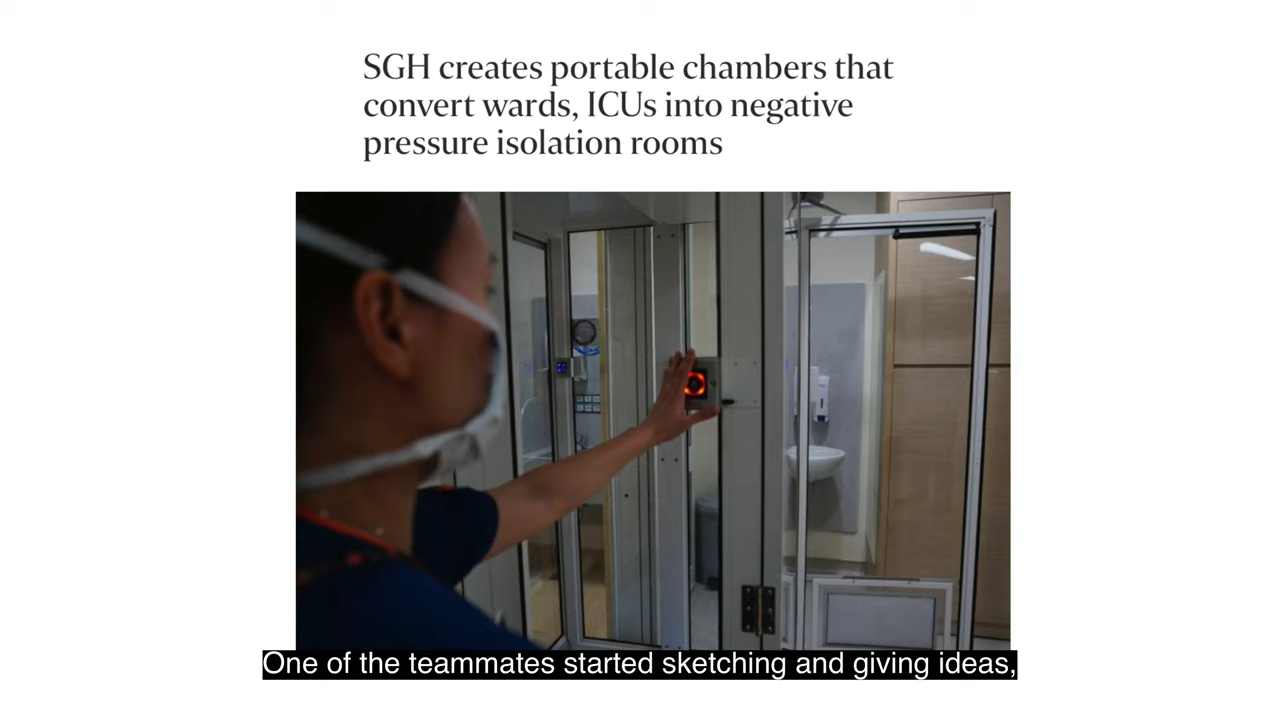 SGH creates portable chambers that
convert wards, ICUs into negative
pressure isolation rooms
One of the teammates started sketching and giving ideas,